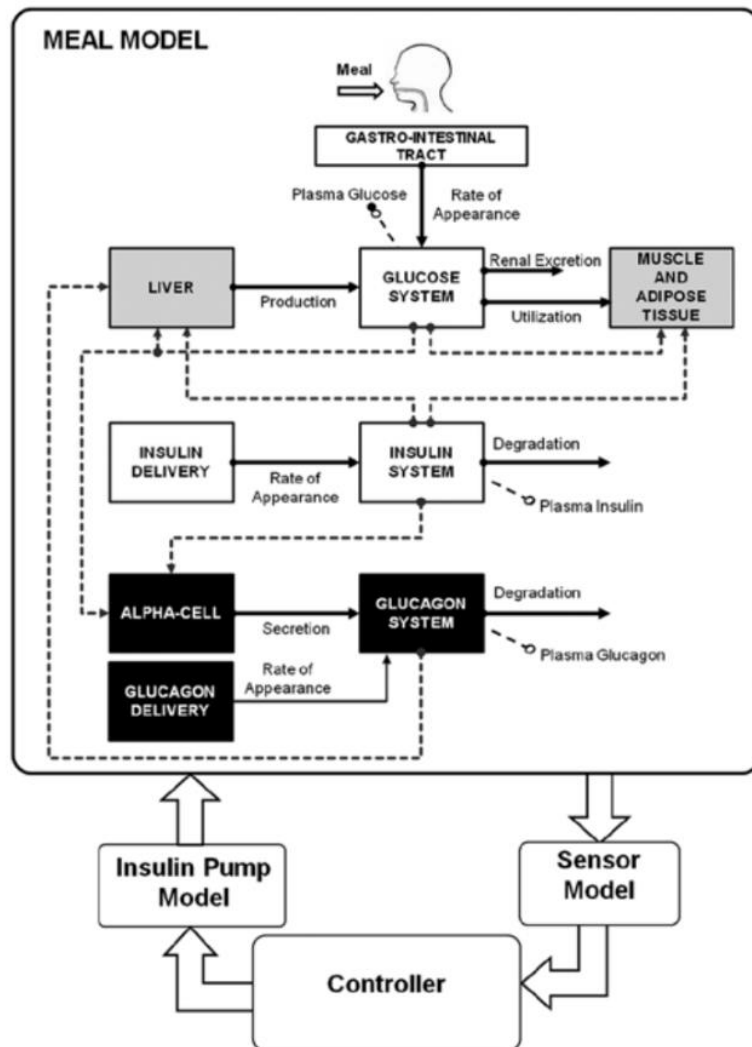 MEAL MODEL
Meal
GASTRO-INTESTINAL
TRACT
Plasma Glucose
Rate of
Appearance
LIVER
Production
GLUCOSE
SYSTEM
Renal Excretion
Utilization
MUSCLE
AND
ADIPOSE
TISSUE
INSULIN
DELIVERY
Rate of
Appearance
INSULIN
SYSTEM
Degradation
Plasma Insulin
ALPHA-CELL
Secretion
GLUCAGON
SYSTEM
Degradation
Plasma Glucagon
GLUCAGON
DELIVERY
Rate of
Appearance
Insulin Pump
Model
Sensor
Model
Controller